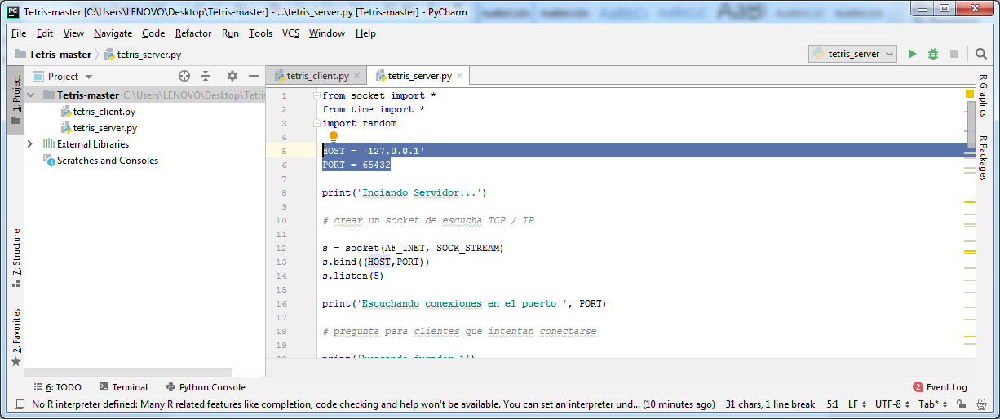 Tetris-master [C:\Users\LENOVO\Desktop\Tetris-master] - ...\tetris_server.py [Tetris-master] - PyCharm
File Edit View Navigate Code Refactor Run Tools VCS Window Help
Tetris-master tetris_server.py
tetris_server
1: Project
7: Structure
2: Favorites
Project
Tetris-master C:\Users\LENOVO\Desktop\Tetris
tetris_client.py
tetris_server.py
External Libraries
Scratches and Consoles
tetris_client.py tetris_server.py
1 from socket import *
2 from time import *
3 import random
4
5 HOST = '127.0.0.1'
6 PORT = 65432
7
8 print('Inciando Servidor...')
9
10 # crear un socket de escucha TCP / IP
11
12 s = socket(AF_INET, SOCK_STREAM)
13 s.bind((HOST,PORT))
14 s.listen(5)
15
16 print('Escuchando conexiones en el puerto ', PORT)
17
18 # pregunta para clientes que intentan conectarse
19
R Graphics
R Packages
6: TODO Terminal Python Console
2 Event Log
No R interpreter defined: Many R related features like completion, code checking and help won't be available. You can set an interpreter und... (10 minutes ago) 31 chars, 1 line break 5:1 LF UTF-8 Tab*